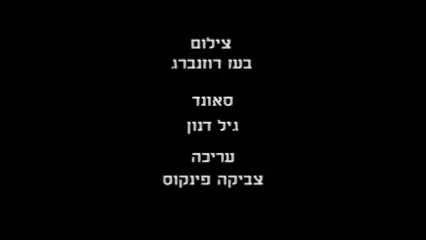 צילום
בעז רוזנברג
סאונד
גיל דנון
עריכה
צביקה פינקוס